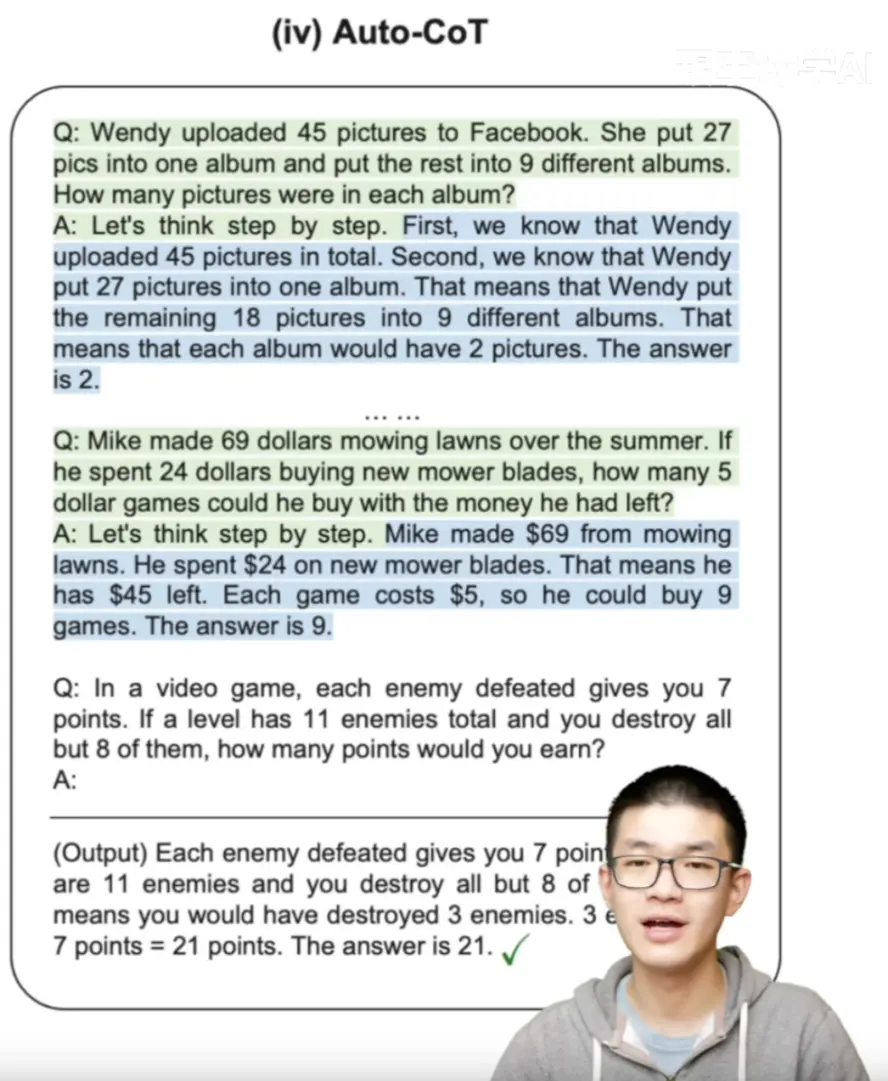 (iv) Auto-CoT
Q: Wendy uploaded 45 pictures to Facebook. She put 27
pics into one album and put the rest into 9 different albums.
How many pictures were in each album?
A: Let's think step by step. First, we know that Wendy
uploaded 45 pictures in total. Second, we know that Wendy
put 27 pictures into one album. That means that Wendy put
the remaining 18 pictures into 9 different albums. That
means that each album would have 2 pictures. The answer
is 2.
... ...
Q: Mike made 69 dollars mowing lawns over the summer. If
he spent 24 dollars buying new mower blades, how many 5
dollar games could he buy with the money he had left?
A: Let's think step by step. Mike made $69 from mowing
lawns. He spent $24 on new mower blades. That means he
has $45 left. Each game costs $5, so he could buy 9
games. The answer is 9.
Q: In a video game, each enemy defeated gives you 7
points. If a level has 11 enemies total and you destroy all
but 8 of them, how many points would you earn?
A:
(Output) Each enemy defeated gives you 7
are 11 enemies and you destroy all but 8 of
means you would have destroyed 3 enemies. 3
7 points = 21 points. The answer is 21. ✓